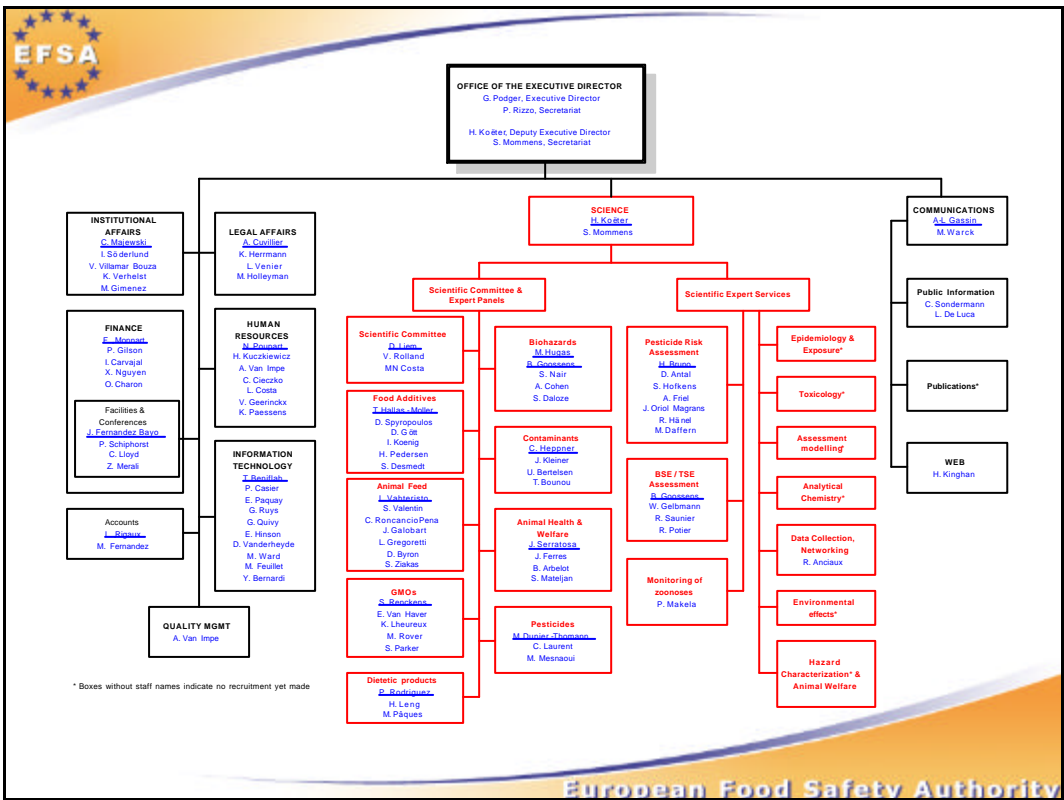 EFSA
OFFICE OF THE EXECUTIVE DIRECTOR
G. Podger, Executive Director
P. Rizzo, Secretariat
H. Koëter, Deputy Executive Director
S. Mommens, Secretariat
INSTITUTIONAL
AFFAIRS
C. Majewski
I. Söderlund
V. Villamar Bouza
K. Verhelst
M. Gimenez
LEGAL AFFAIRS
A. Cuvillier
K. Herrmann
L. Venier
M. Holleyman
FINANCE
E. Monnart
P. Gilson
I. Carvajal
X. Nguyen
O. Charon
Facilities &
Conferences
J. Fernandez Bayo
P. Schiphorst
C. Lloyd
Z. Merali
HUMAN
RESOURCES
N. Poupart
H. Kuczkiewicz
A. Van Impe
C. Cieczko
L. Costa
V. Geerinckx
K. Paessens
INFORMATION
TECHNOLOGY
T. Beniflah
P. Casier
E. Paquay
G. Ruys
G. Quivy
E. Hinson
D. Vanderheyde
M. Ward
M. Feuillet
Y. Bernardi
Accounts
L. Rigaux
M. Fernandez
QUALITY MGMT
A. Van Impe
* Boxes without staff names indicate no recruitment yet made
SCIENCE
H. Koëter
S. Mommens
Scientific Committee &
Expert Panels
Scientific Committee
D. Liem
V. Rolland
MN Costa
Food Additives
T. Hallas - Moller
D. Spyropoulos
D. Gött
I. Koenig
H. Pedersen
S. Desmedt
Animal Feed
L. Vahteristo
S. Valentin
C. Roncancio Pena
J. Galobart
L. Gregoretti
D. Byron
S. Ziakas
GMOs
S. Renckens
E. Van Haver
K. Lheureux
M. Rover
S. Parker
Dietetic products
P. Rodriguez
H. Leng
M. Pâques
Biohazards
M. Hugas
B. Goossens
S. Nair
A. Cohen
S. Daloze
Contaminants
C. Heppner
J. Kleiner
U. Bertelsen
T. Bounou
Animal Health &
Welfare
J. Serratosa
J. Ferres
B. Arbelot
S. Mateljan
Pesticides
M. Dunier -Thomann
C. Laurent
M. Mesnaoui
Scientific Expert Services
Pesticide Risk
Assessment
H. Bruno
D. Antal
S. Hofkens
A. Friel
J. Oriol Magrans
R. Hänel
M. Daffern
BSE / TSE
Assessment
B. Goossens
W. Gelbmann
R. Saunier
R. Potier
Monitoring of
zoonoses
P. Makela
Epidemiology &
Exposure*
Toxicology*
Assessment
modelling*
Analytical
Chemistry*
Data Collection,
Networking
R. Anciaux
Environmental
effects*
Hazard
Characterization* &
Animal Welfare
COMMUNICATIONS
A-L Gassin
M. Warck
Public Information
C. Sondermann
L. De Luca
Publications*
WEB
H. Kinghan
European Food Safety Authority